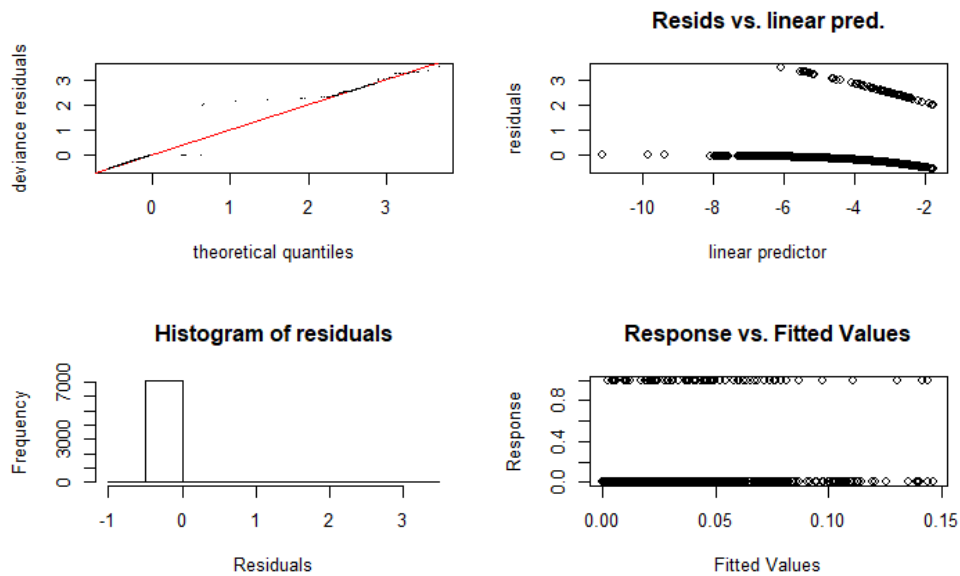 deviance residuals
0 1 2 3
0 1 2 3
theoretical quantiles
Resids vs. linear pred.
residuals
0 1 2 3
-10 -8 -6 -4 -2
linear predictor
Histogram of residuals
Frequency
0 3000 7000
-1 0 1 2 3
Residuals
Response vs. Fitted Values
Response
0.0 0.4 0.8
0.00 0.05 0.10 0.15
Fitted Values